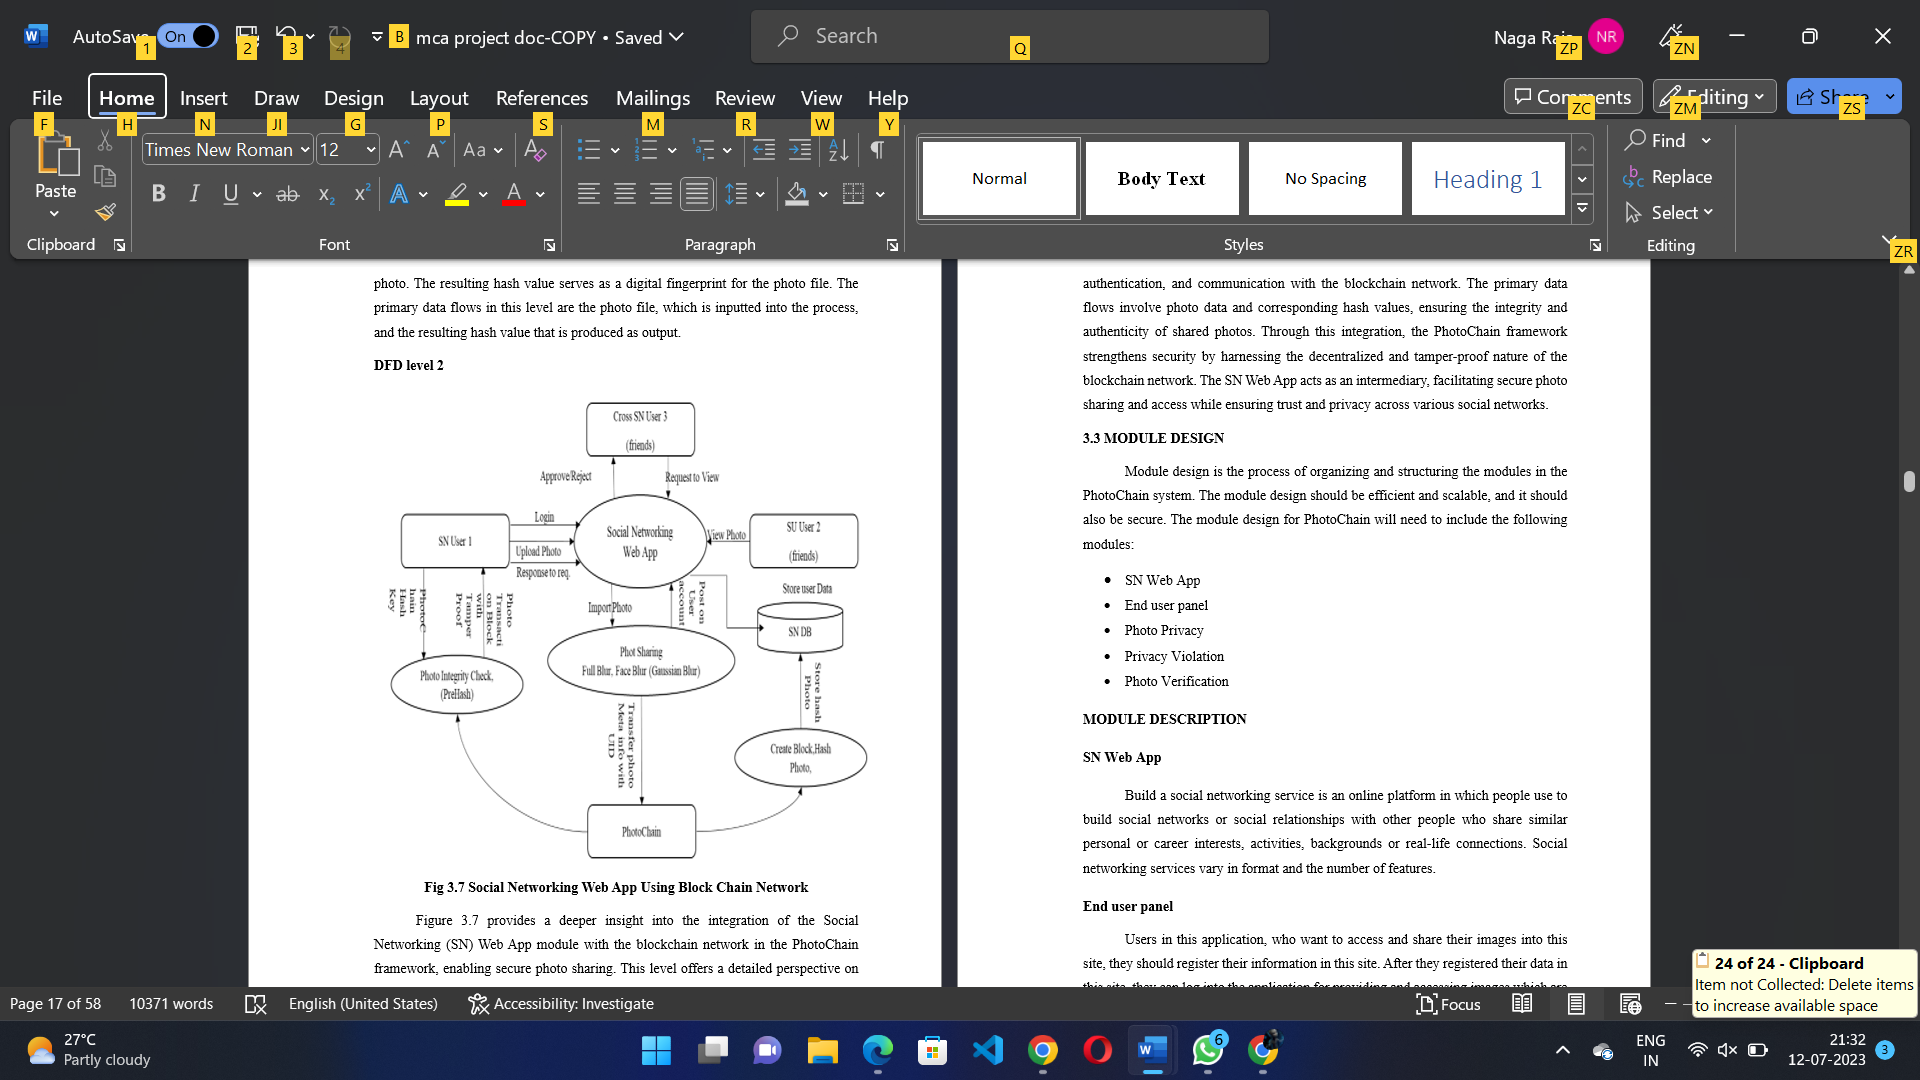 AutoSave On
mca project doc-COPY • Saved
Search
Naga Raja NR
1 2 3 4 B Q ZP ZN
File Home Insert Draw Design Layout References Mailings Review View Help
Comments Editing Share
F H N JI G P S M R W Y ZC ZM ZS
Paste
Times New Roman 12
Aa
B I U ab x2 x2 A A
Normal Body Text No Spacing Heading 1
Find
Replace
Select
Clipboard Font Paragraph Styles Editing
ZR
photo. The resulting hash value serves as a digital fingerprint for the photo file. The
primary data flows in this level are the photo file, which is inputted into the process,
and the resulting hash value that is produced as output.
DFD level 2
Cross SN User 3
(friends)
Approve/Reject
Request to View
SN User 1
Login
Upload Photo
Response to req.
Social Networking
Web App
View Photo
SU User 2
(friends)
PhotoC
hain
Hash
Key
Photo
Transacti
on Block
with
Tamper
Proof
Import Photo
Post on
User
account
Store user Data
SN DB
Phot Sharing
Full Blur, Face Blur (Gaussian Blur)
Photo Integrity Check,
(PreHash)
Transfer photo
Meta info with
UID
Store hash
Photo
Create Block,Hash
Photo,
PhotoChain
Fig 3.7 Social Networking Web App Using Block Chain Network
Figure 3.7 provides a deeper insight into the integration of the Social
Networking (SN) Web App module with the blockchain network in the PhotoChain
framework, enabling secure photo sharing. This level offers a detailed perspective on
authentication, and communication with the blockchain network. The primary data
flows involve photo data and corresponding hash values, ensuring the integrity and
authenticity of shared photos. Through this integration, the PhotoChain framework
strengthens security by harnessing the decentralized and tamper-proof nature of the
blockchain network. The SN Web App acts as an intermediary, facilitating secure photo
sharing and access while ensuring trust and privacy across various social networks.
3.3 MODULE DESIGN
Module design is the process of organizing and structuring the modules in the
PhotoChain system. The module design should be efficient and scalable, and it should
also be secure. The module design for PhotoChain will need to include the following
modules:
• SN Web App
• End user panel
• Photo Privacy
• Privacy Violation
• Photo Verification
MODULE DESCRIPTION
SN Web App
Build a social networking service is an online platform in which people use to
build social networks or social relationships with other people who share similar
personal or career interests, activities, backgrounds or real-life connections. Social
networking services vary in format and the number of features.
End user panel
Users in this application, who want to access and share their images into this
site, they should register their information in this site. After they registered their data in
this site, they can log into the application for providing and accessing images which are
24 of 24 - Clipboard
Item not Collected: Delete items
to increase available space
Page 17 of 58 10371 words English (United States) Accessibility: Investigate
Focus
27°C
Partly cloudy
6
ENG
IN
21:32
12-07-2023
3